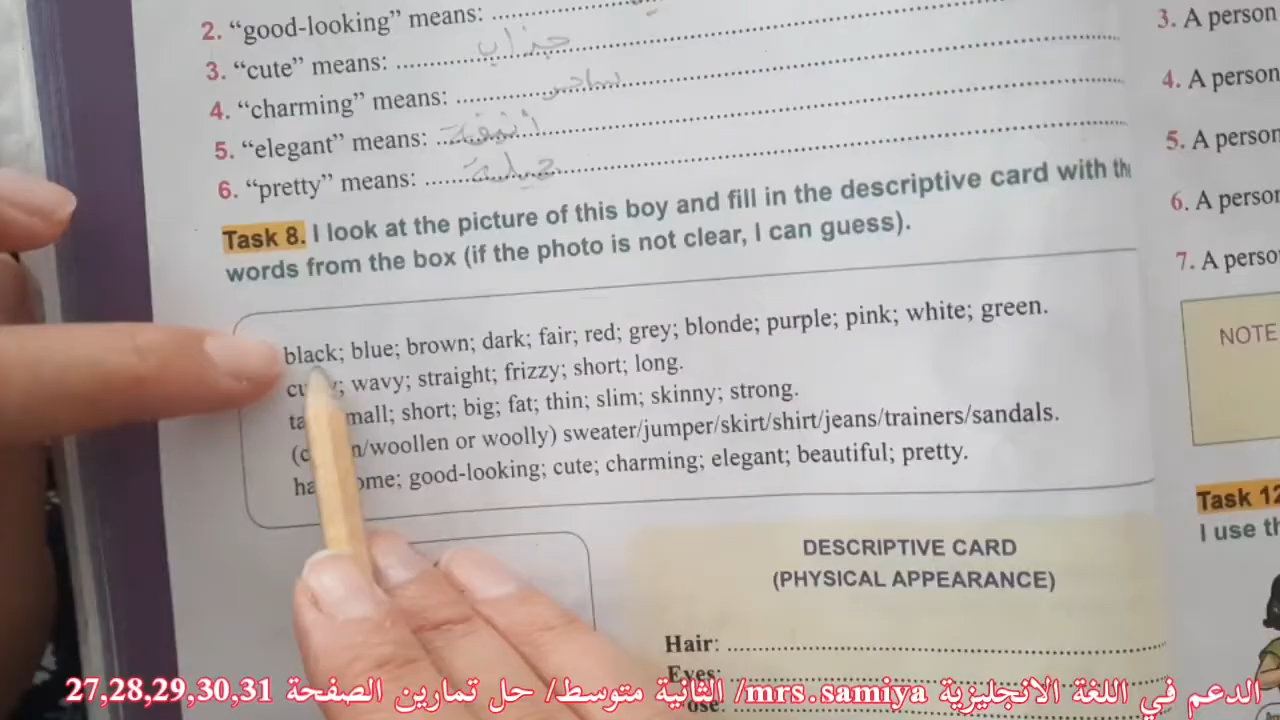 2. “good-looking” means:
3. “cute” means: جذاب
4. “charming” means: ساحر
5. “elegant” means: أنيقة
6. “pretty” means: جميلة
Task 8. I look at the picture of this boy and fill in the descriptive card with
words from the box (if the photo is not clear, I can guess).
black; blue; brown; dark; fair; red; grey; blonde; purple; pink; white; green.
wavy; straight; frizzy; short; long.
short; big; fat; thin; slim; skinny; strong.
woollen or woolly) sweater/jumper/skirt/shirt/jeans/trainers/sandals.
good-looking; cute; charming; elegant; beautiful; pretty.
DESCRIPTIVE CARD
(PHYSICAL APPEARANCE)
Hair:
Eyes:
3. A person
4. A person
5. A person
6. A person
7. A perso
NOTE
Task 12
I use
الدعم في اللغة الانجليزية mrs.samiya/ الثانية متوسط/ حل تمارين الصفحة 27,28,29,30,31